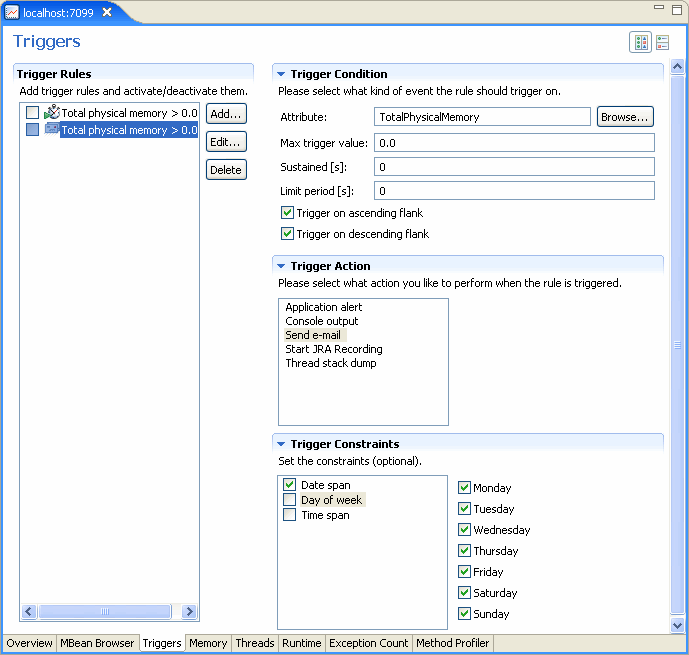 localhost:7099
Triggers
Trigger Rules
Add trigger rules and activate/deactivate them.
Total physical memory > 0.0
Total physical memory > 0.0
Add...
Edit...
Delete
Trigger Condition
Please select what kind of event the rule should trigger on.
Attribute: TotalPhysicalMemory Browse...
Max trigger value: 0.0
Sustained [s]: 0
Limit period [s]: 0
Trigger on ascending flank
Trigger on descending flank
Trigger Action
Please select what action you like to perform when the rule is triggered.
Application alert
Console output
Send e-mail
Start JRA Recording
Thread stack dump
Trigger Constraints
Set the constraints (optional).
Date span
Day of week
Time span
Monday
Tuesday
Wednesday
Thursday
Friday
Saturday
Sunday
Overview MBean Browser Triggers Memory Threads Runtime Exception Count Method Profiler